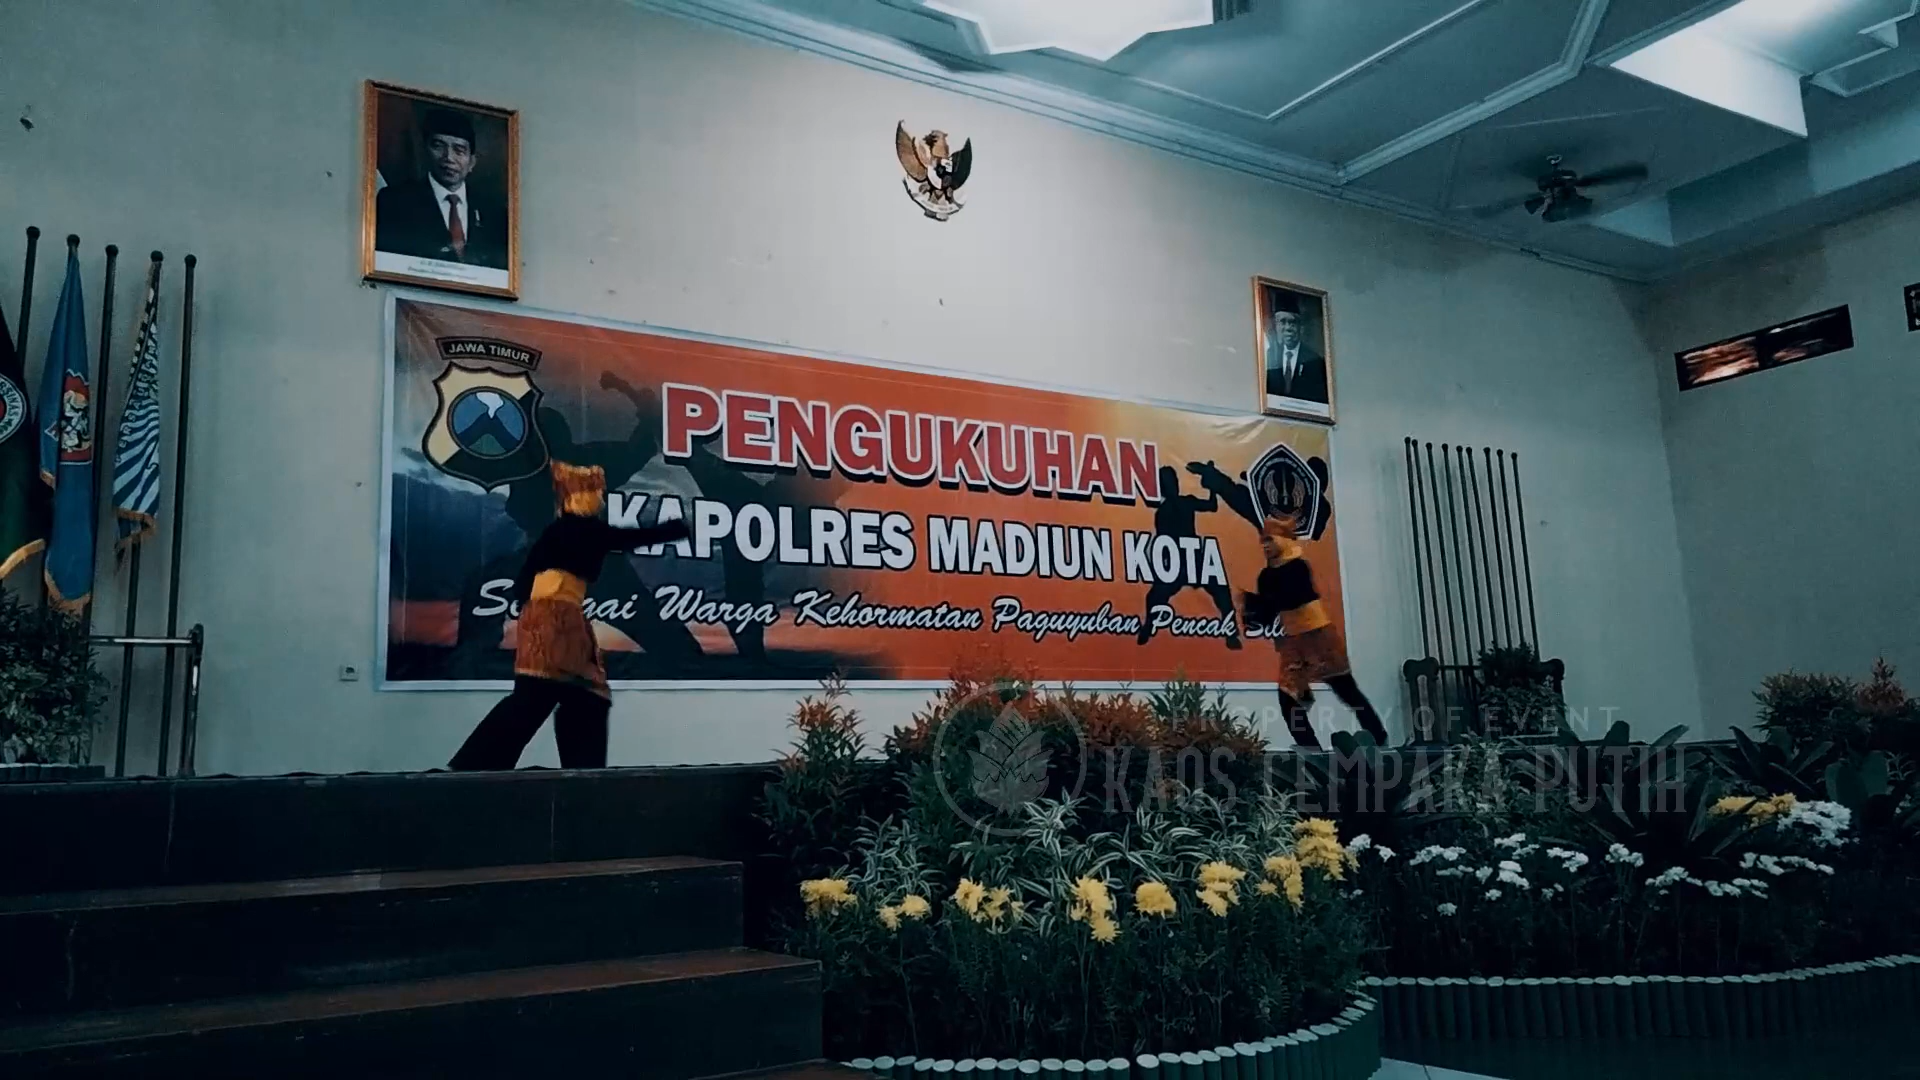 JAWA TIMUR
PENGUKUHAN
KAPOLRES MADIUN KOTA
Warga Kehormatan Paguyuban Pencak
PROPERTY OF EVENT
KAOS CEMPAKA PUTIH